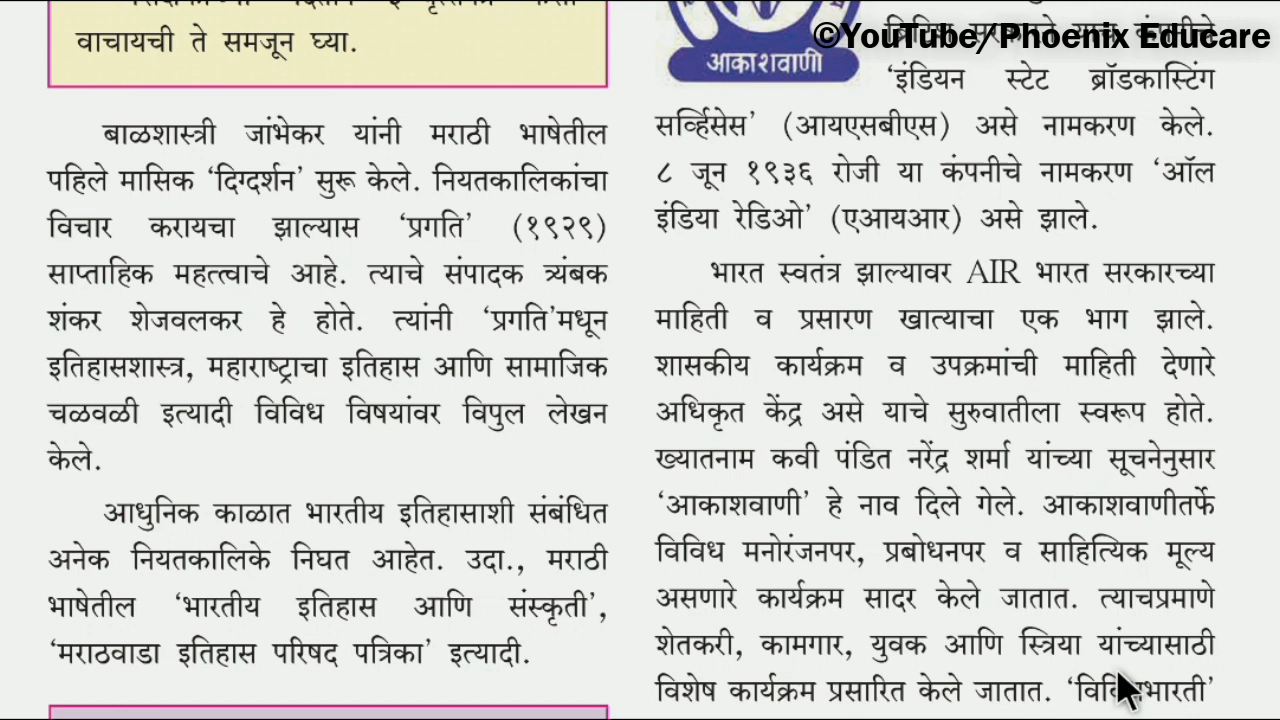 वाचायची ते समजून घ्या.
बाळशास्त्री जांभेकर यांनी मराठी भाषेतील
पहिले मासिक ‘दिग्दर्शन’ सुरू केले. नियतकालिकांचा
विचार करायचा झाल्यास ‘प्रगति’ (१९२९)
साप्ताहिक महत्त्वाचे आहे. त्याचे संपादक त्र्यंबक
शंकर शेजवलकर हे होते. त्यांनी ‘प्रगति’मधून
इतिहासशास्त्र, महाराष्ट्राचा इतिहास आणि सामाजिक
चळवळी इत्यादी विविध विषयांवर विपुल लेखन
केले.
आधुनिक काळात भारतीय इतिहासाशी संबंधित
अनेक नियतकालिके निघत आहेत. उदा., मराठी
भाषेतील ‘भारतीय इतिहास आणि संस्कृती’,
‘मराठवाडा इतिहास परिषद पत्रिका’ इत्यादी.
©YouTube/ Phoenix Educare
आकाशवाणी
‘इंडियन स्टेट ब्रॉडकास्टिंग
सर्व्हिसेस’ (आयएसबीएस) असे नामकरण केले.
८ जून १९३६ रोजी या कंपनीचे नामकरण ‘ऑल
इंडिया रेडिओ’ (एआयआर) असे झाले.
भारत स्वतंत्र झाल्यावर AIR भारत सरकारच्या
माहिती व प्रसारण खात्याचा एक भाग झाले.
शासकीय कार्यक्रम व उपक्रमांची माहिती देणारे
अधिकृत केंद्र असे याचे सुरुवातीला स्वरूप होते.
ख्यातनाम कवी पंडित नरेंद्र शर्मा यांच्या सूचनेनुसार
‘आकाशवाणी’ हे नाव दिले गेले. आकाशवाणीतर्फे
विविध मनोरंजनपर, प्रबोधनपर व साहित्यिक मूल्य
असणारे कार्यक्रम सादर केले जातात. त्याचप्रमाणे
शेतकरी, कामगार, युवक आणि स्त्रिया यांच्यासाठी
विशेष कार्यक्रम प्रसारित केले जातात. ‘विविधभारती’